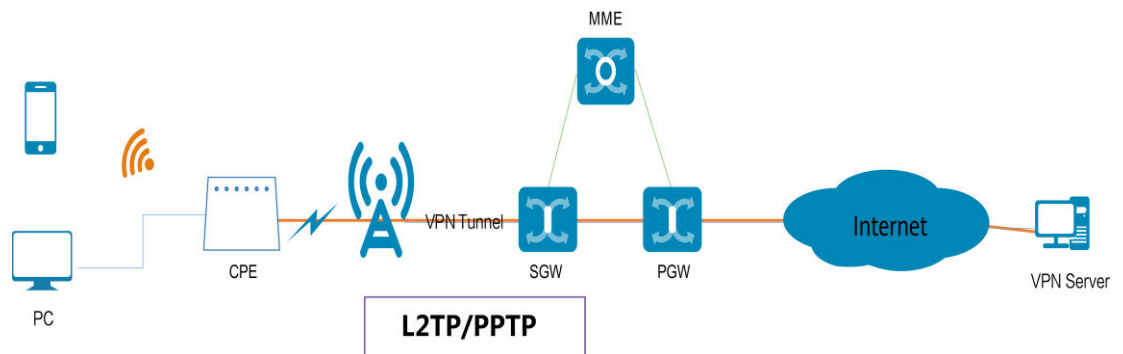 MME
VPN Tunnel
Internet
CPE
SGW
PGW
VPN Server
PC
L2TP/PPTP